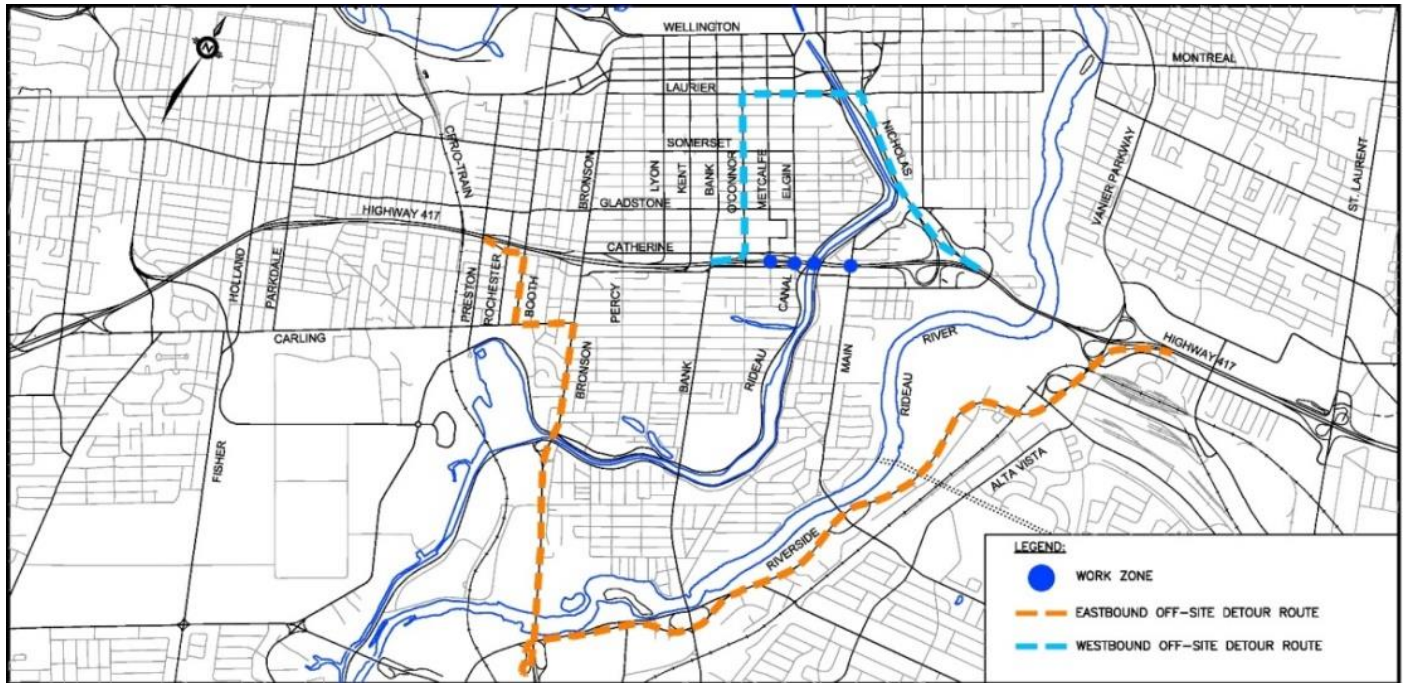 WELLINGTON
MONTREAL
N
LAURIER
NICHOLAS
CPR/O-TRAIN
SOMERSET
VANIER PARKWAY
ST. LAURENT
BRONSON
LYON
KENT
BANK
O'CONNOR
METCALFE
ELGIN
GLADSTONE
HIGHWAY 417
CATHERINE
HOLLAND
PARKDALE
PRESTON
ROCHESTER
BOOTH
PERCY
CANAL
CARLING
RIVER
HIGHWAY 417
BRONSON
BANK
RIDEAU
MAIN
RIDEAU
FISHER
ALTA VISTA
RIVERSIDE
LEGEND:
WORK ZONE
EASTBOUND OFF-SITE DETOUR ROUTE
WESTBOUND OFF-SITE DETOUR ROUTE